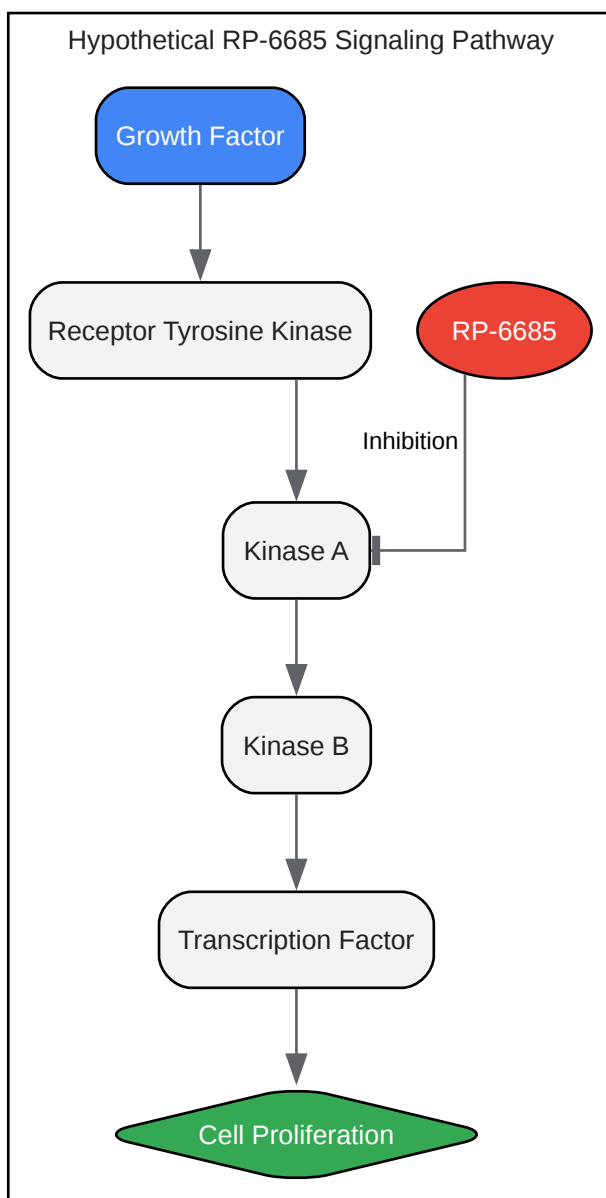 Hypothetical RP-6685 Signaling Pathway
Growth Factor
Receptor Tyrosine Kinase
RP-6685
Inhibition
Kinase A
Kinase B
Transcription Factor
Cell Proliferation